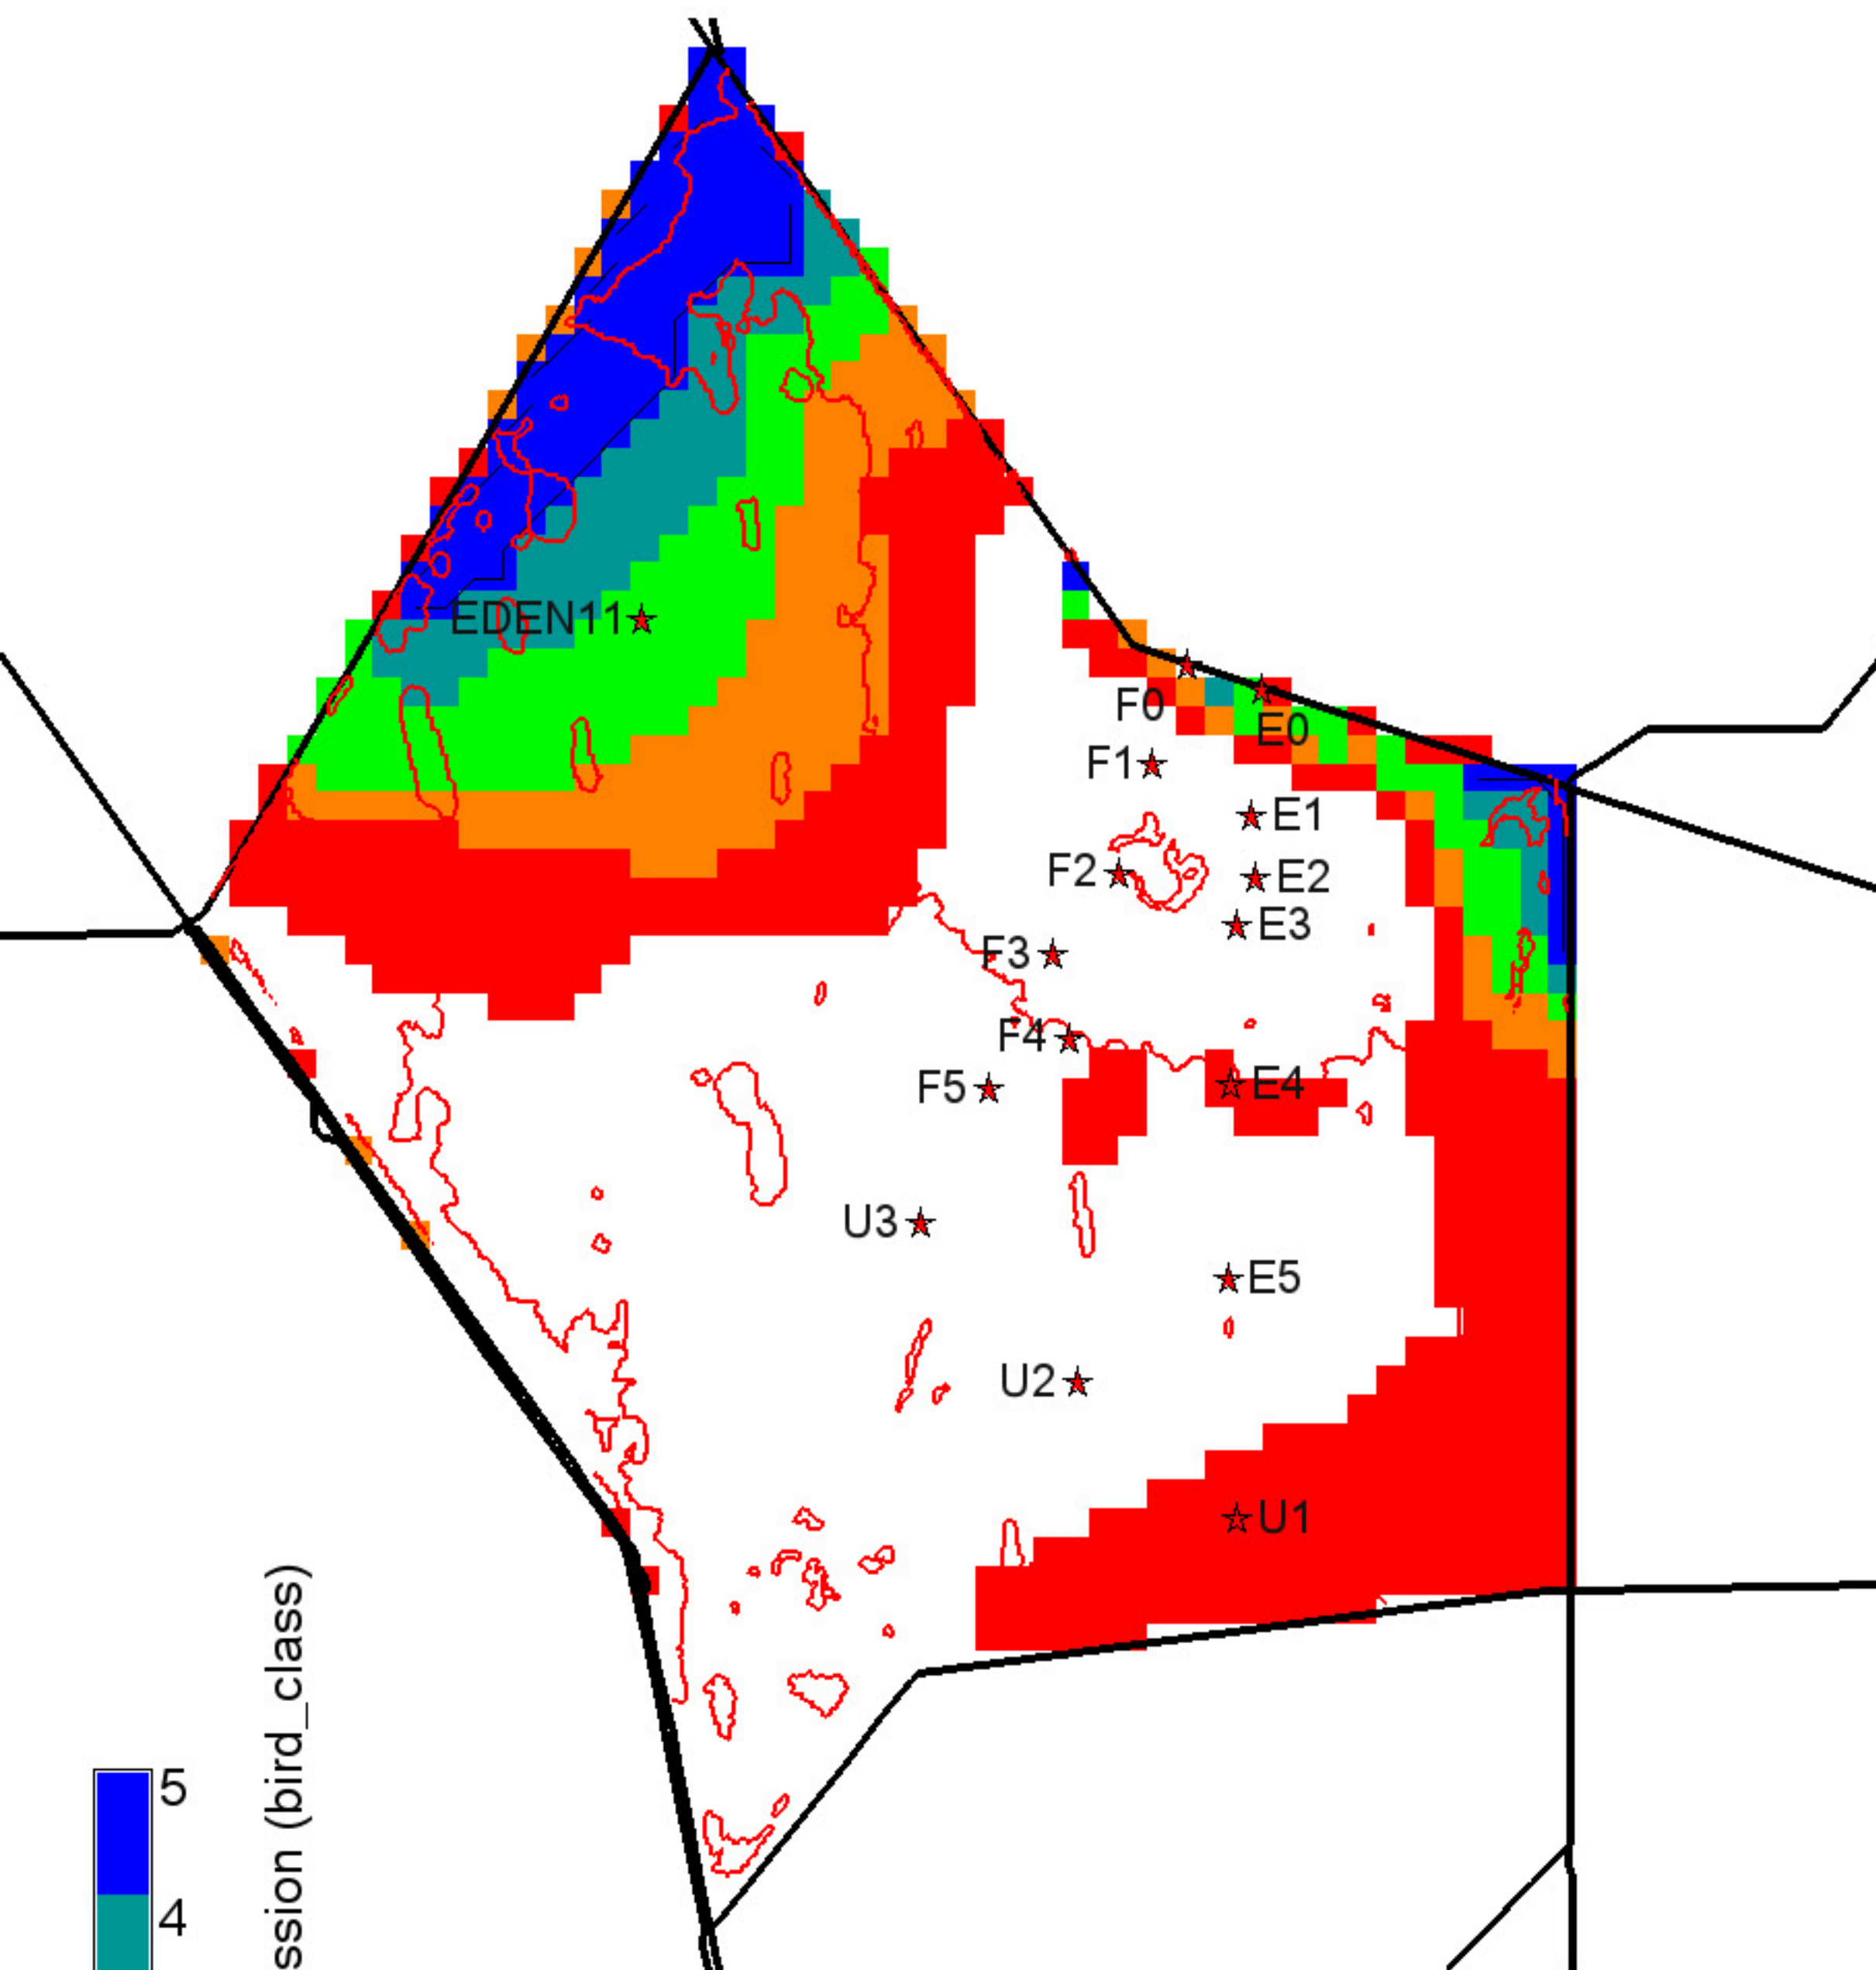 EDEN11
F0
E0
F1
E1
F2
E2
E3
F3
F4
E4
F5
U3
E5
U2
U1
5
4
ssion (bird_class)